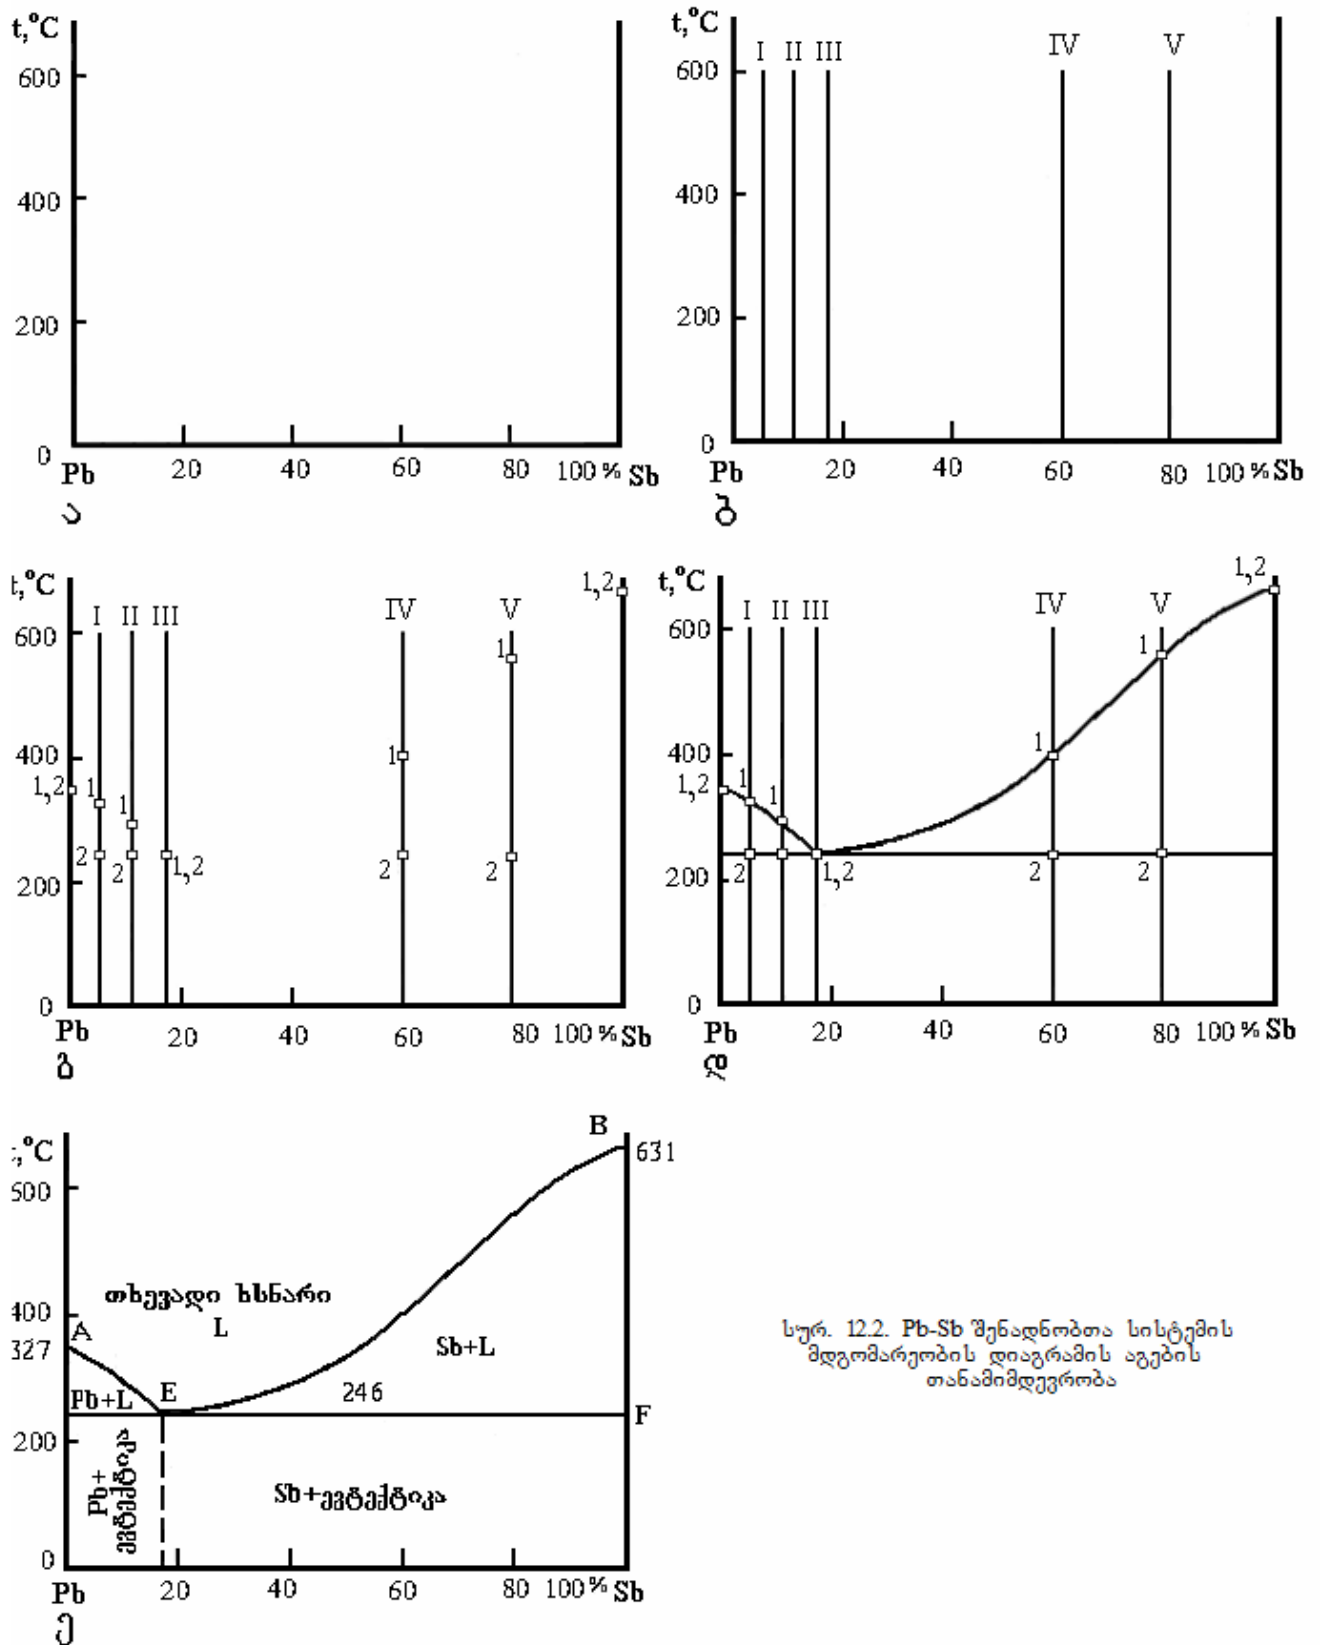 t,°C
600
400
200
0
Pb 20 40 60 80 100 % Sb
ა
t,°C
I II III IV V
600
400
200
0
Pb 20 40 60 80 100 % Sb
ბ
t,°C
I II III IV V
1,2
600
1
400
1
1,2 1
1
2 2 1,2 2 2
200
0
Pb 20 40 60 80 100 % Sb
გ
t,°C
I II III IV V
1,2
600
1
400
1
1,2 1
1
2 1,2 2 2
200
0
Pb 20 40 60 80 100 % Sb
დ
t,°C
B
631
600
თხევადი ხსნარი
L
400
A
327
Sb+L
Pb+L
E
246
F
200
Pb+
ევტექტიკა
Sb+ევტექტიკა
0
Pb 20 40 60 80 100 % Sb
ე
სურ. 12.2. Pb-Sb შენადნობთა სისტემის
მდგომარეობის დიაგრამის აგების
თანამიმდევრობა